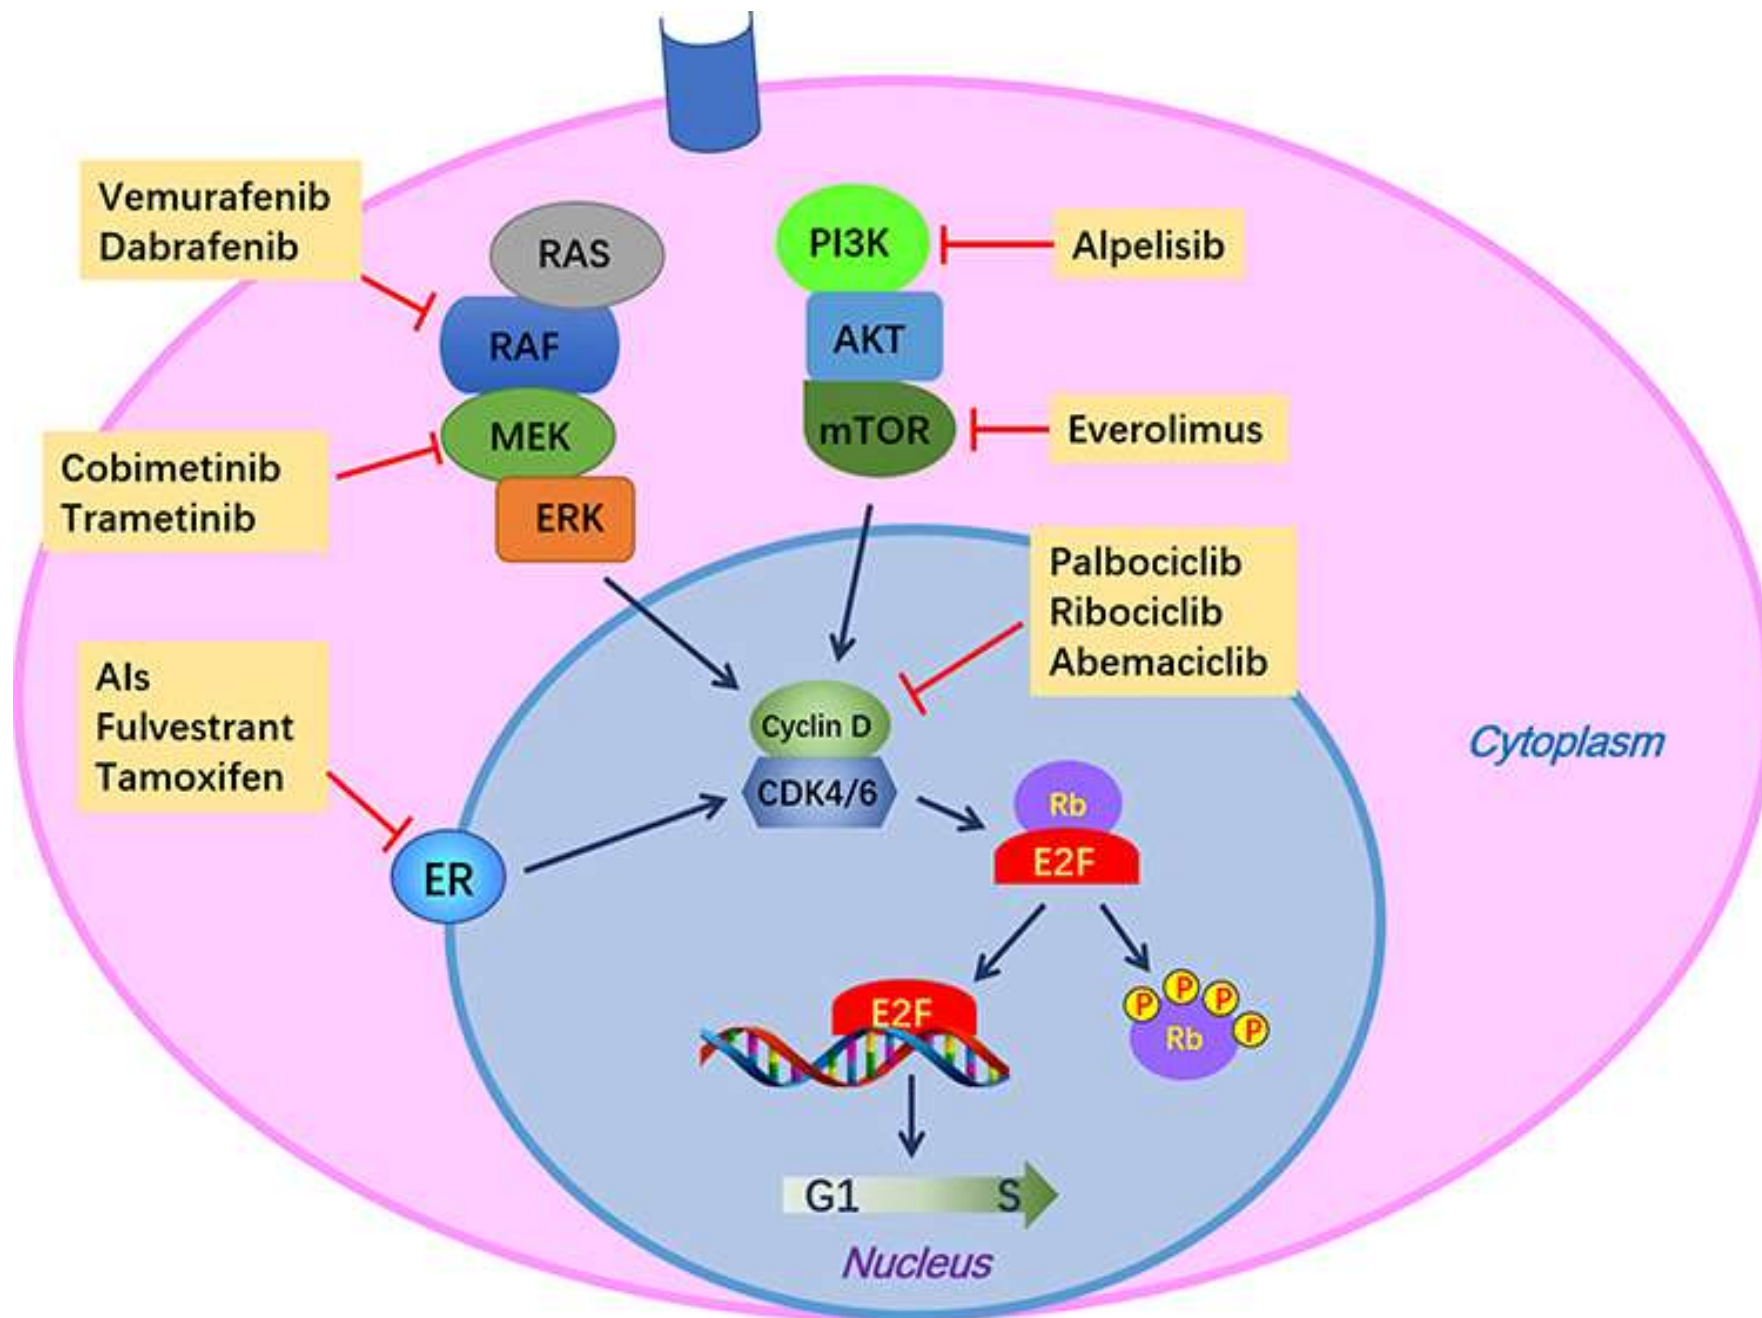 Vemurafenib
Dabrafenib
RAS
PI3K
Alpelisib
RAF
AKT
MEK
mTOR
Everolimus
Cobimetinib
Trametinib
ERK
Palbociclib
Ribociclib
Abemaciclib
AIs
Fulvestrant
Tamoxifen
Cyclin D
Cytoplasm
CDK4/6
Rb
E2F
ER
E2F
P
P
P
P
Rb
G1
S
Nucleus